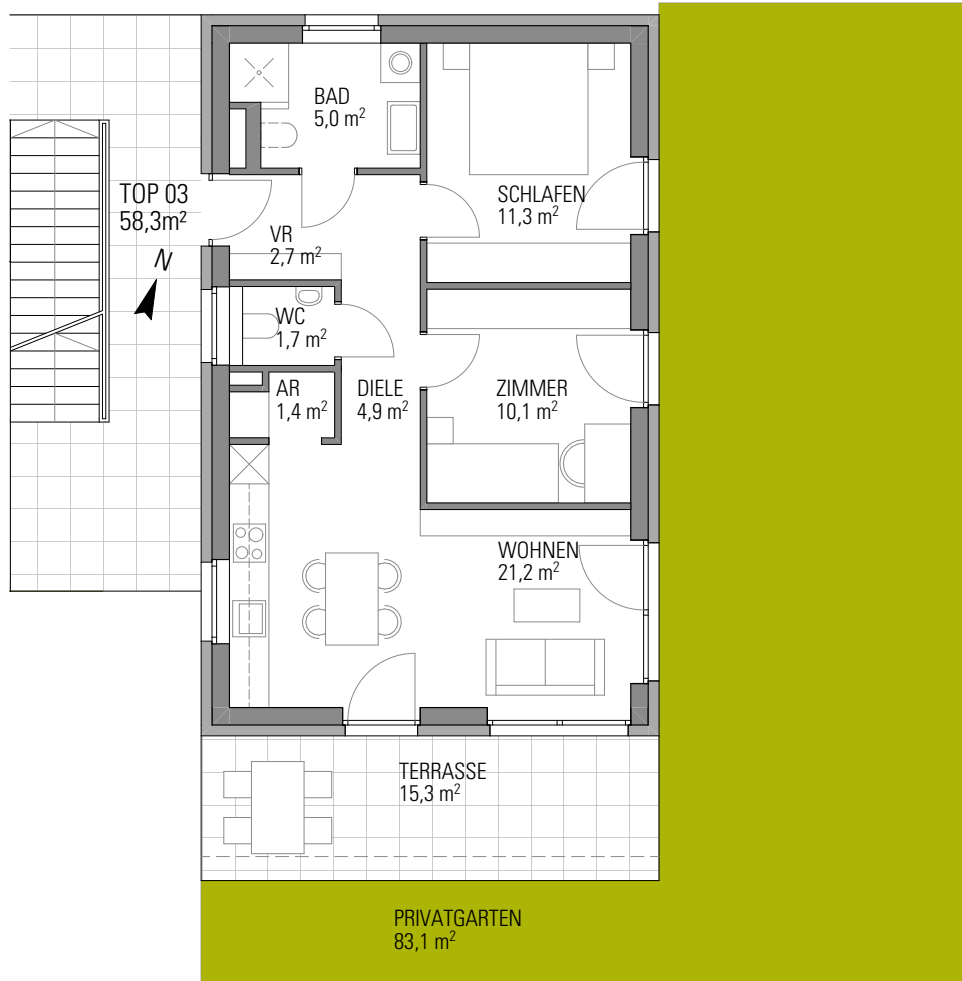 BAD
5,0 m²
TOP 03
58,3m²
SCHLAFEN
11,3 m²
VR
2,7 m²
N
WC
1,7 m²
AR
1,4 m²
DIELE
4,9 m²
ZIMMER
10,1 m²
WOHNEN
21,2 m²
TERRASSE
15,3 m²
PRIVATGARTEN
83,1 m²